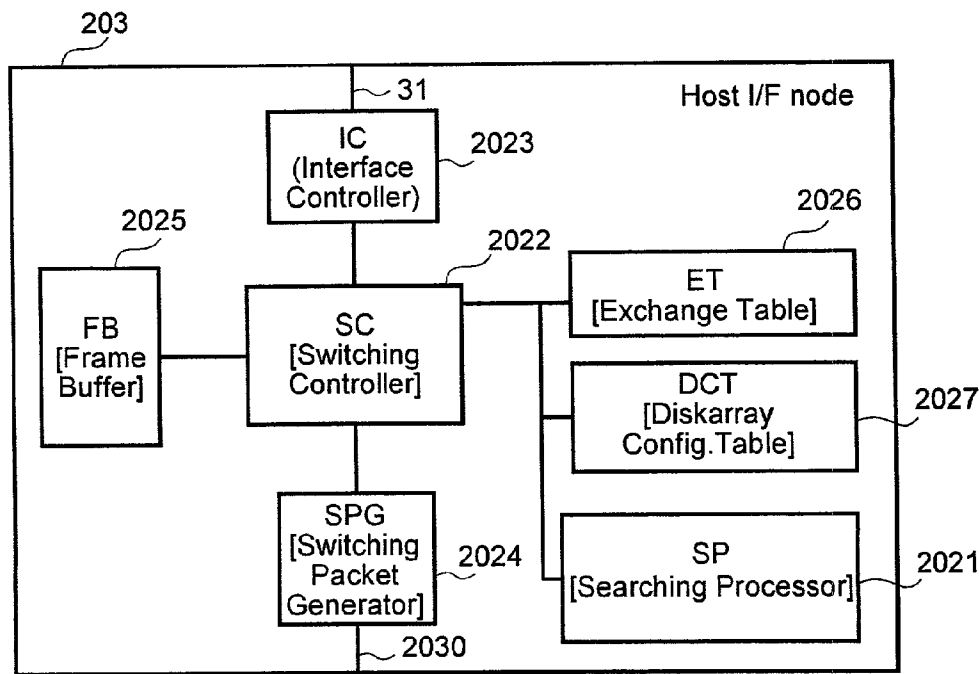 203
31
Host I/F node
IC
(Interface
Controller)
2023
2025
2022
2026
FB
[Frame
Buffer]
SC
[Switching
Controller]
ET
[Exchange Table]
DCT
[Diskarray
Config.Table]
2027
SPG
[Switching
Packet
Generator]
2024
SP
[Searching Processor]
2021
2030